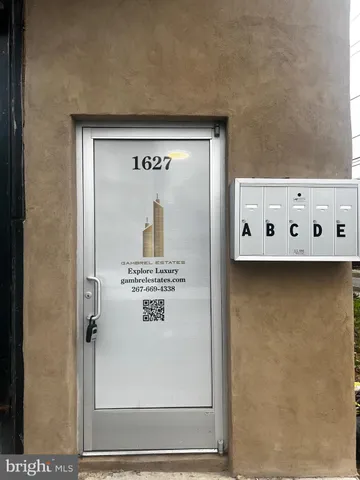 1627
GAMBREL ESTATES
Explore Luxury
gambrelestates.com
267-669-4338
A B C D E
bright MLS